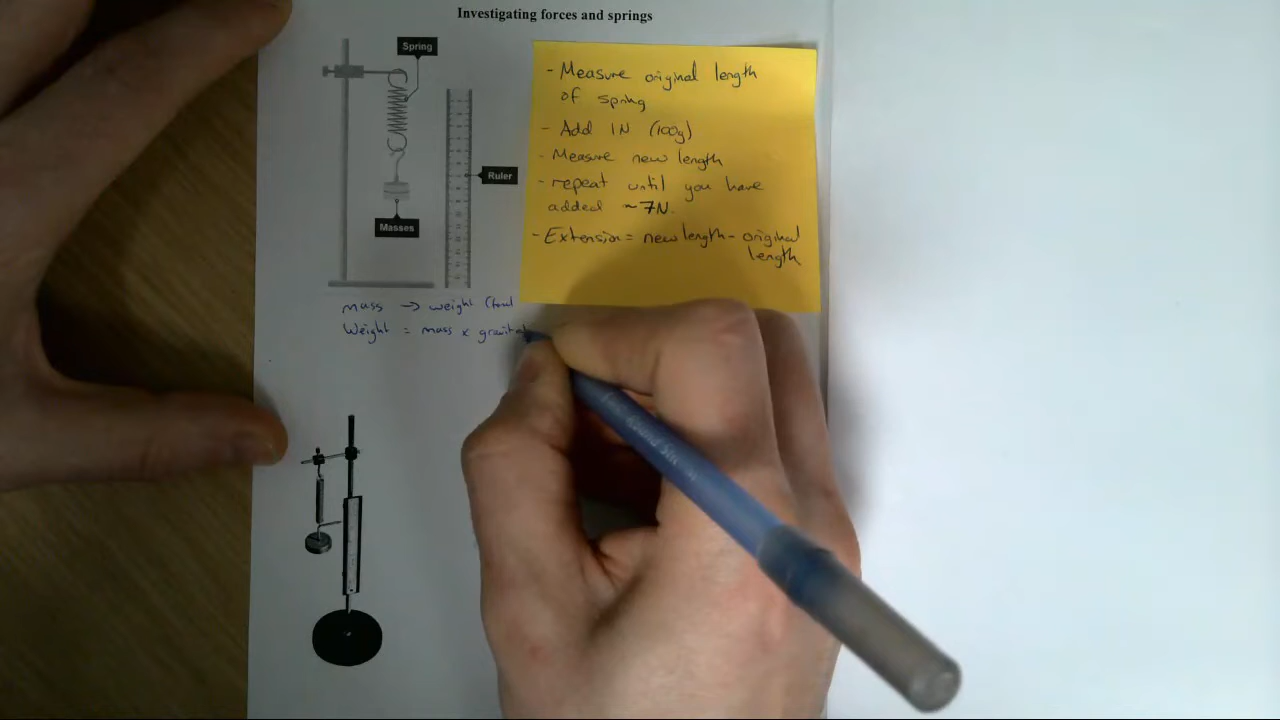 Investigating forces and springs
Spring
Ruler
Masses
- Measure original length
of spring
- Add 1N (100g)
- Measure new length
- repeat until you have
added ~7N.
- Extension = new length - original
length
mass → weight
Weight = mass x